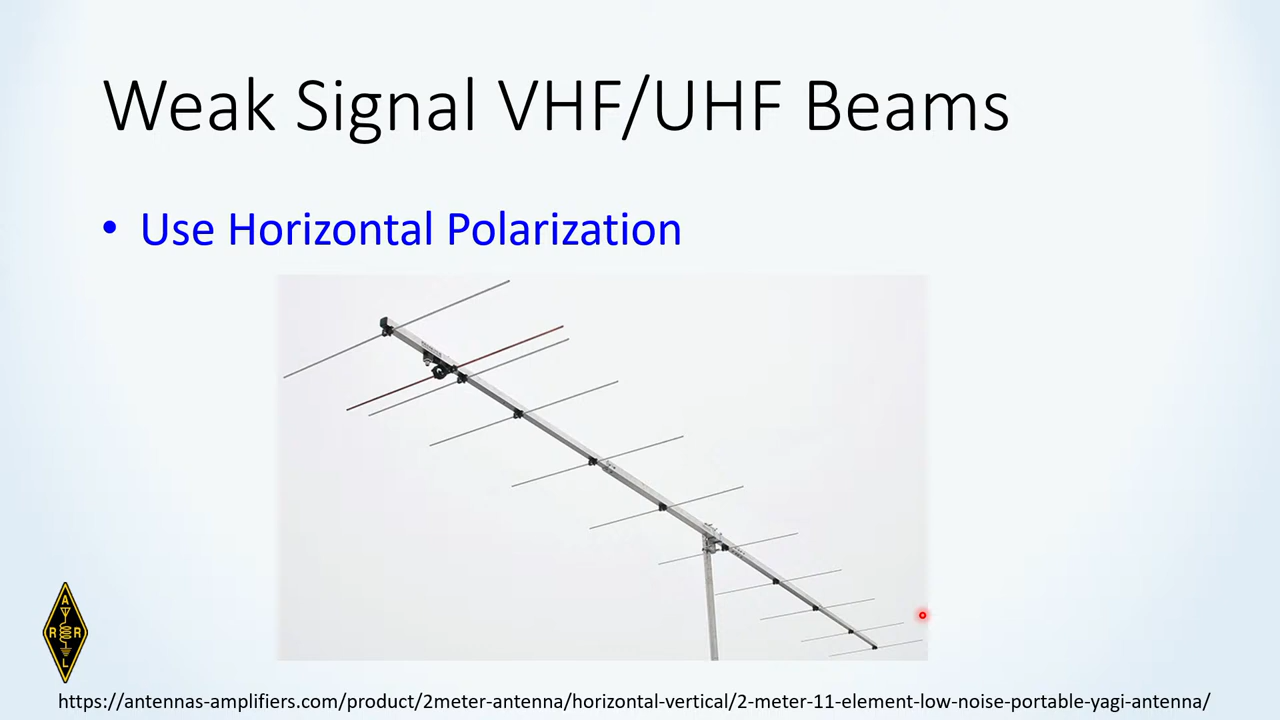 Weak Signal VHF/UHF Beams
• Use Horizontal Polarization
A
R R
L
https://antennas-amplifiers.com/product/2meter-antenna/horizontal-vertical/2-meter-11-element-low-noise-portable-yagi-antenna/